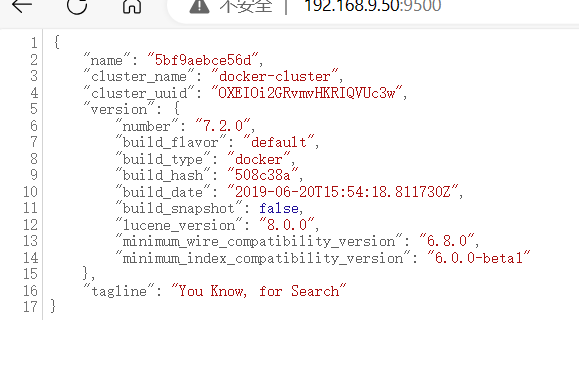 不安全 | 192.168.9.50:9500
1 {
2 "name": "5bf9aebce56d",
3 "cluster_name": "docker-cluster",
4 "cluster_uuid": "OXEIOi2GRvmvHKRIQVUc3w",
5 "version": {
6 "number": "7.2.0",
7 "build_flavor": "default",
8 "build_type": "docker",
9 "build_hash": "508c38a",
10 "build_date": "2019-06-20T15:54:18.811730Z",
11 "build_snapshot": false,
12 "lucene_version": "8.0.0",
13 "minimum_wire_compatibility_version": "6.8.0",
14 "minimum_index_compatibility_version": "6.0.0-beta1"
15 },
16 "tagline": "You Know, for Search"
17 }